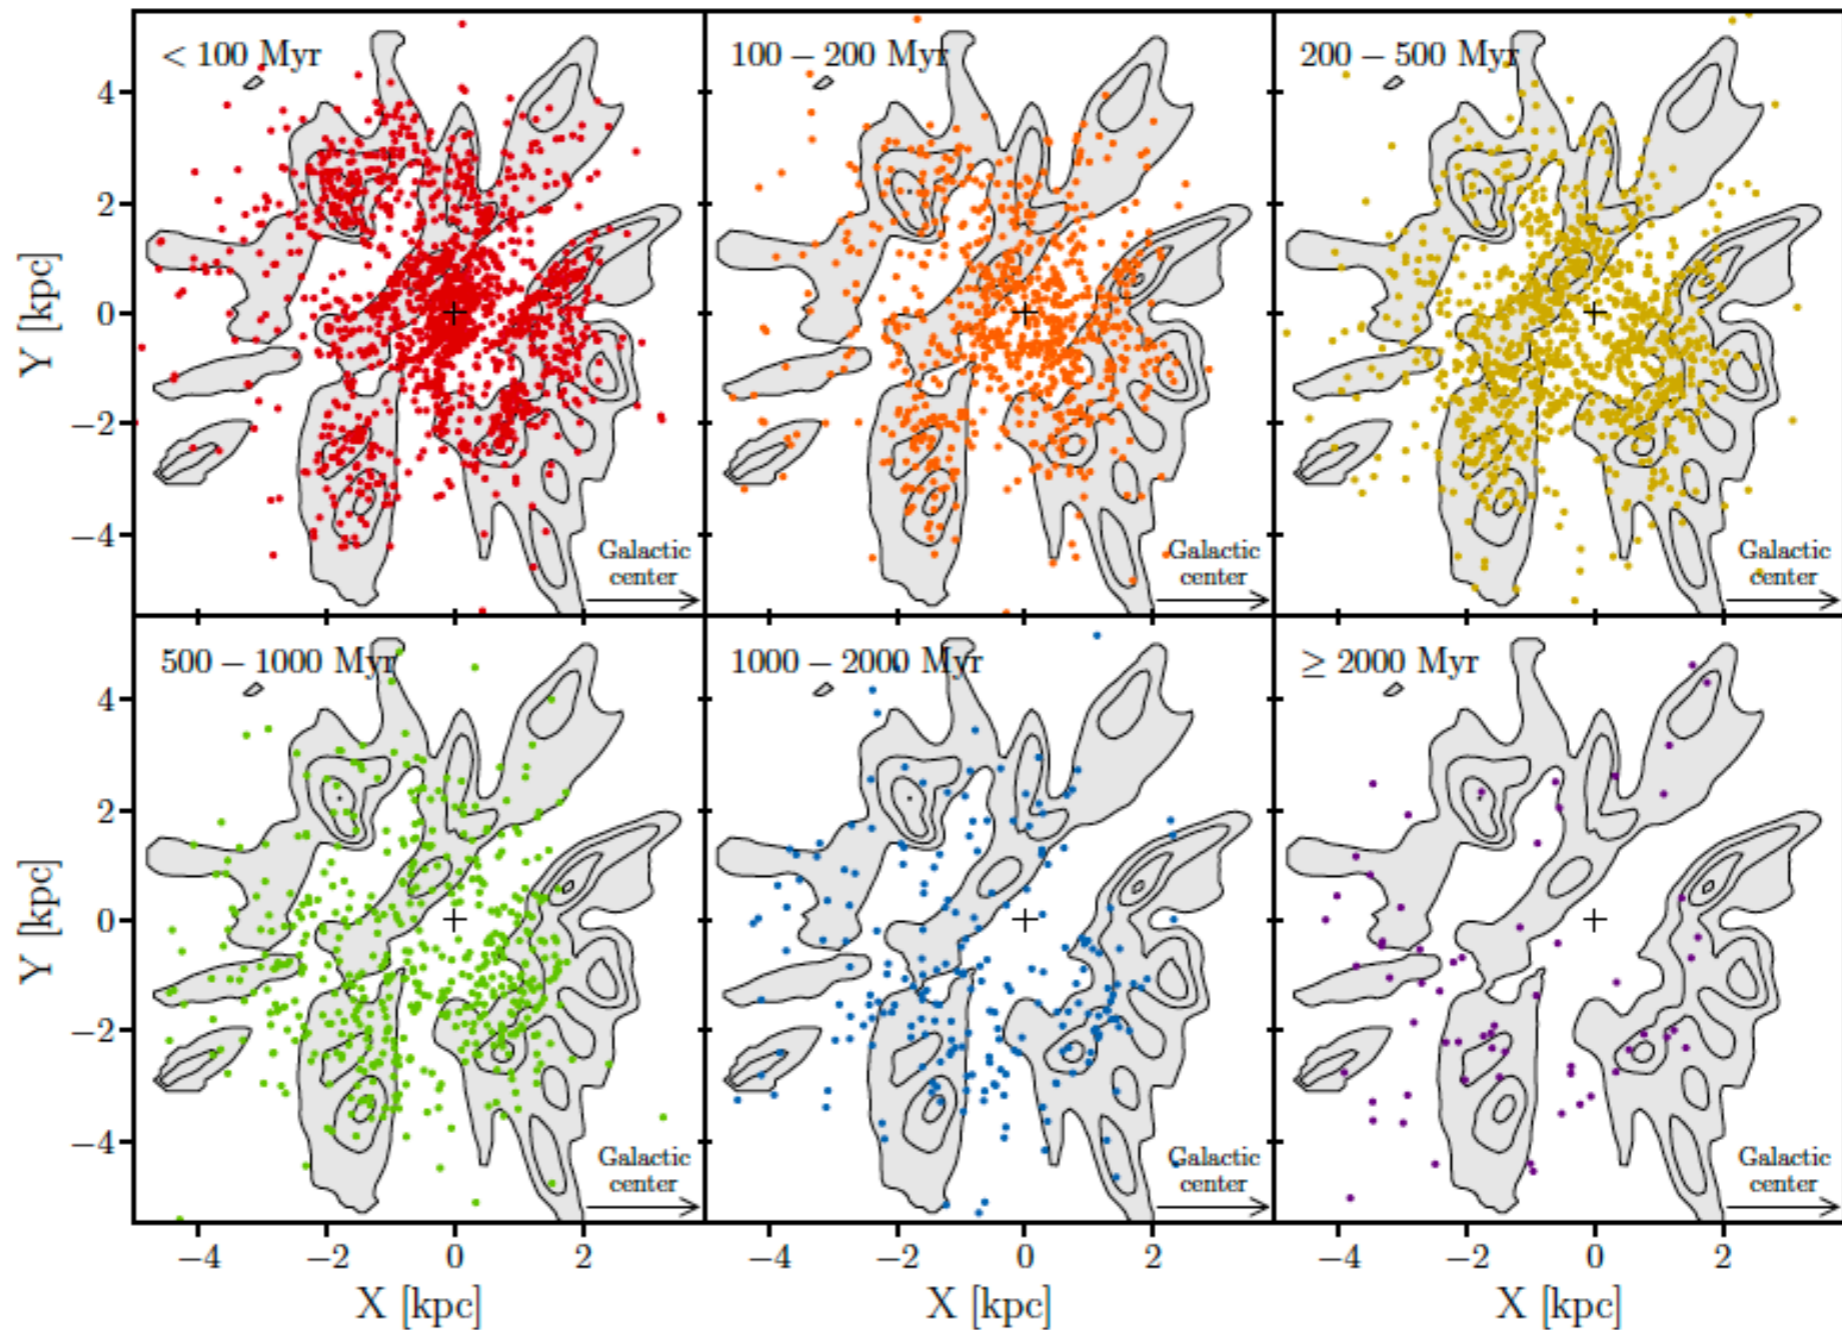 < 100 Myr
100 – 200 Myr
200 – 500 Myr
4
2
0
−2
−4
Y [kpc]
Galactic
center
Galactic
center
Galactic
center
500 – 1000 Myr
1000 – 2000 Myr
≥ 2000 Myr
4
2
0
−2
−4
Y [kpc]
Galactic
center
Galactic
center
Galactic
center
−4 −2 0 2
−4 −2 0 2
−4 −2 0 2
X [kpc]
X [kpc]
X [kpc]